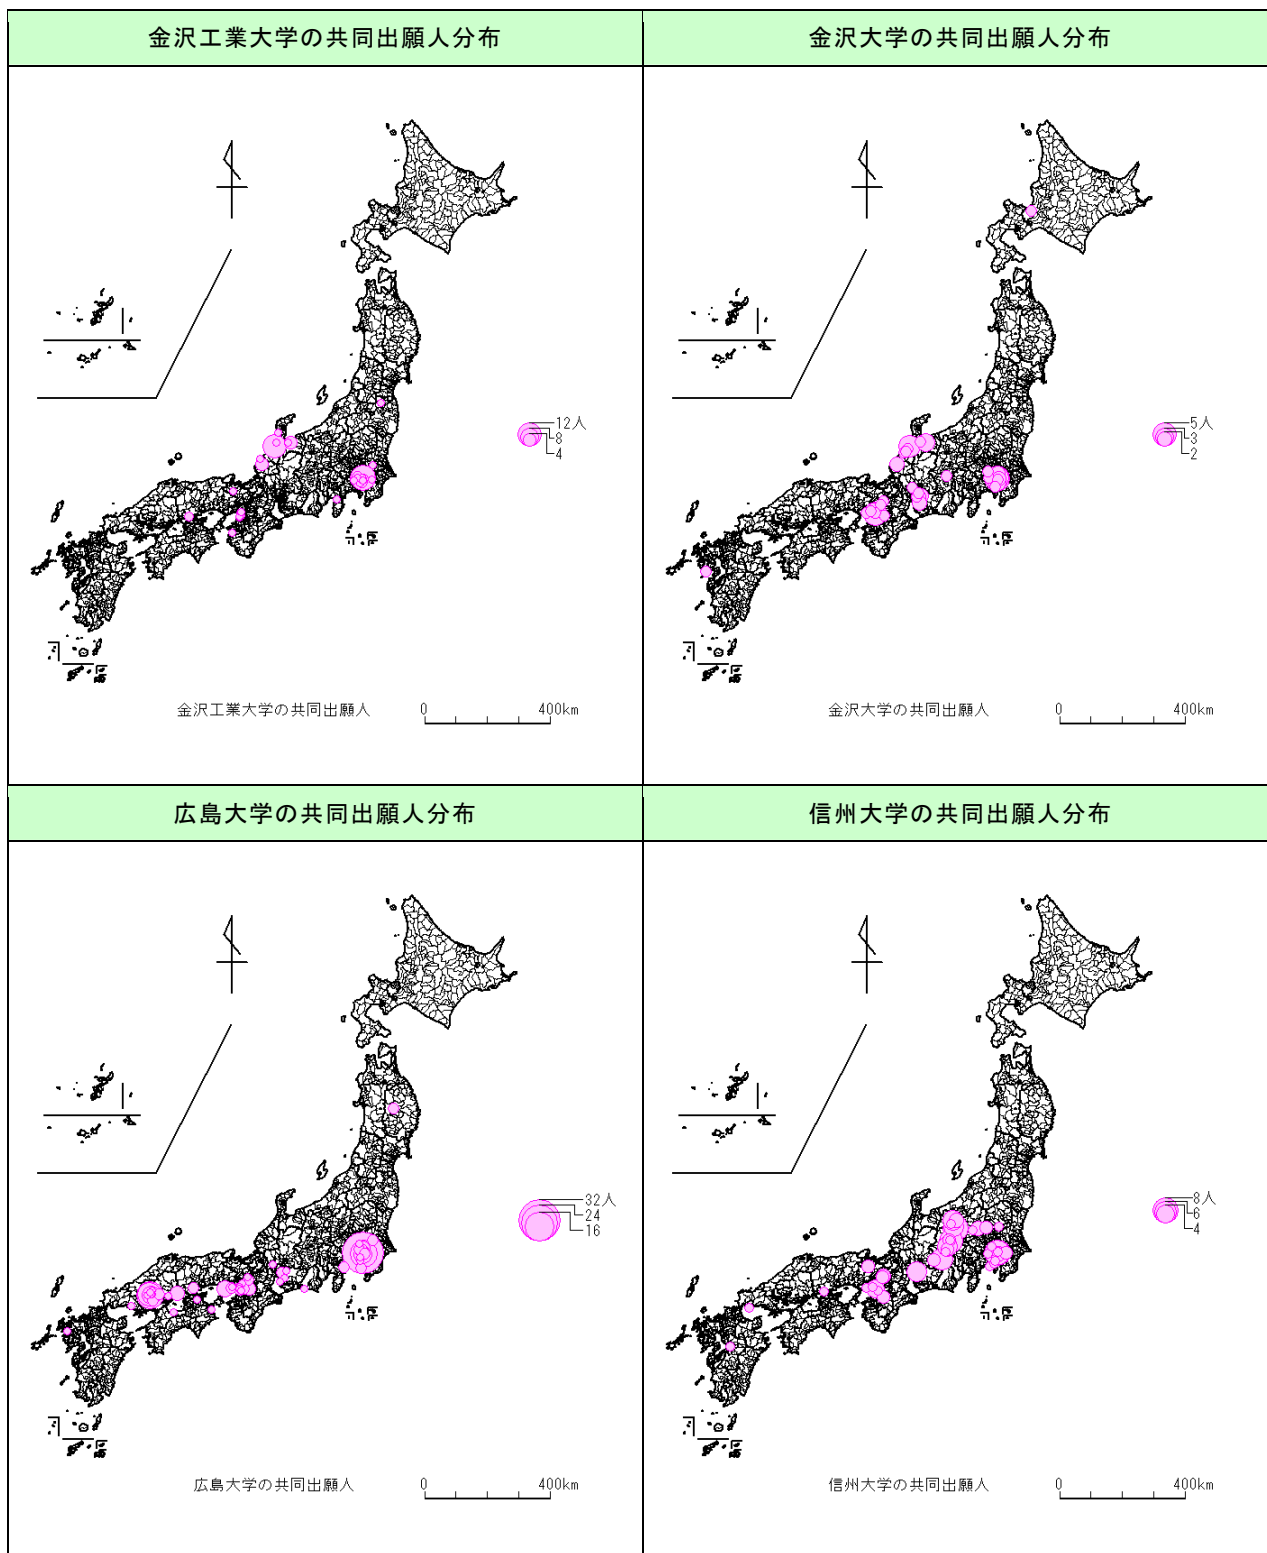 金沢工業大学の共同出願人分布
金沢大学の共同出願人分布
12人
8
4
金沢工業大学の共同出願人
0
400km
5人
3
2
金沢大学の共同出願人
0
400km
広島大学の共同出願人分布
信州大学の共同出願人分布
32人
24
16
広島大学の共同出願人
0
400km
8人
6
4
信州大学の共同出願人
0
400km